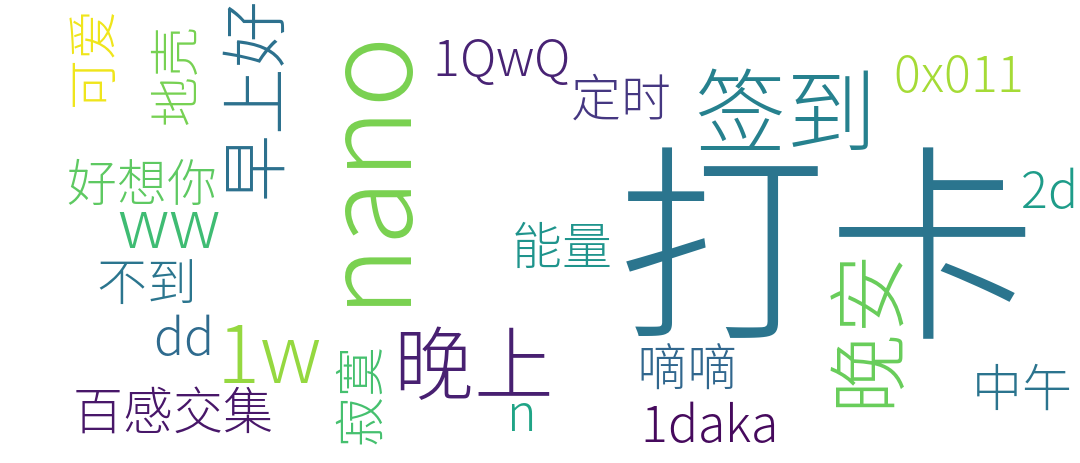 可爱
地壳
早上好
nano
1QwQ
定时
签到
0x011
打卡
2d
好想你
ww
不到
能量
晚安
dd
1w
晚上
嘀嘀
中午
百感交集
寂寞
n
1daka